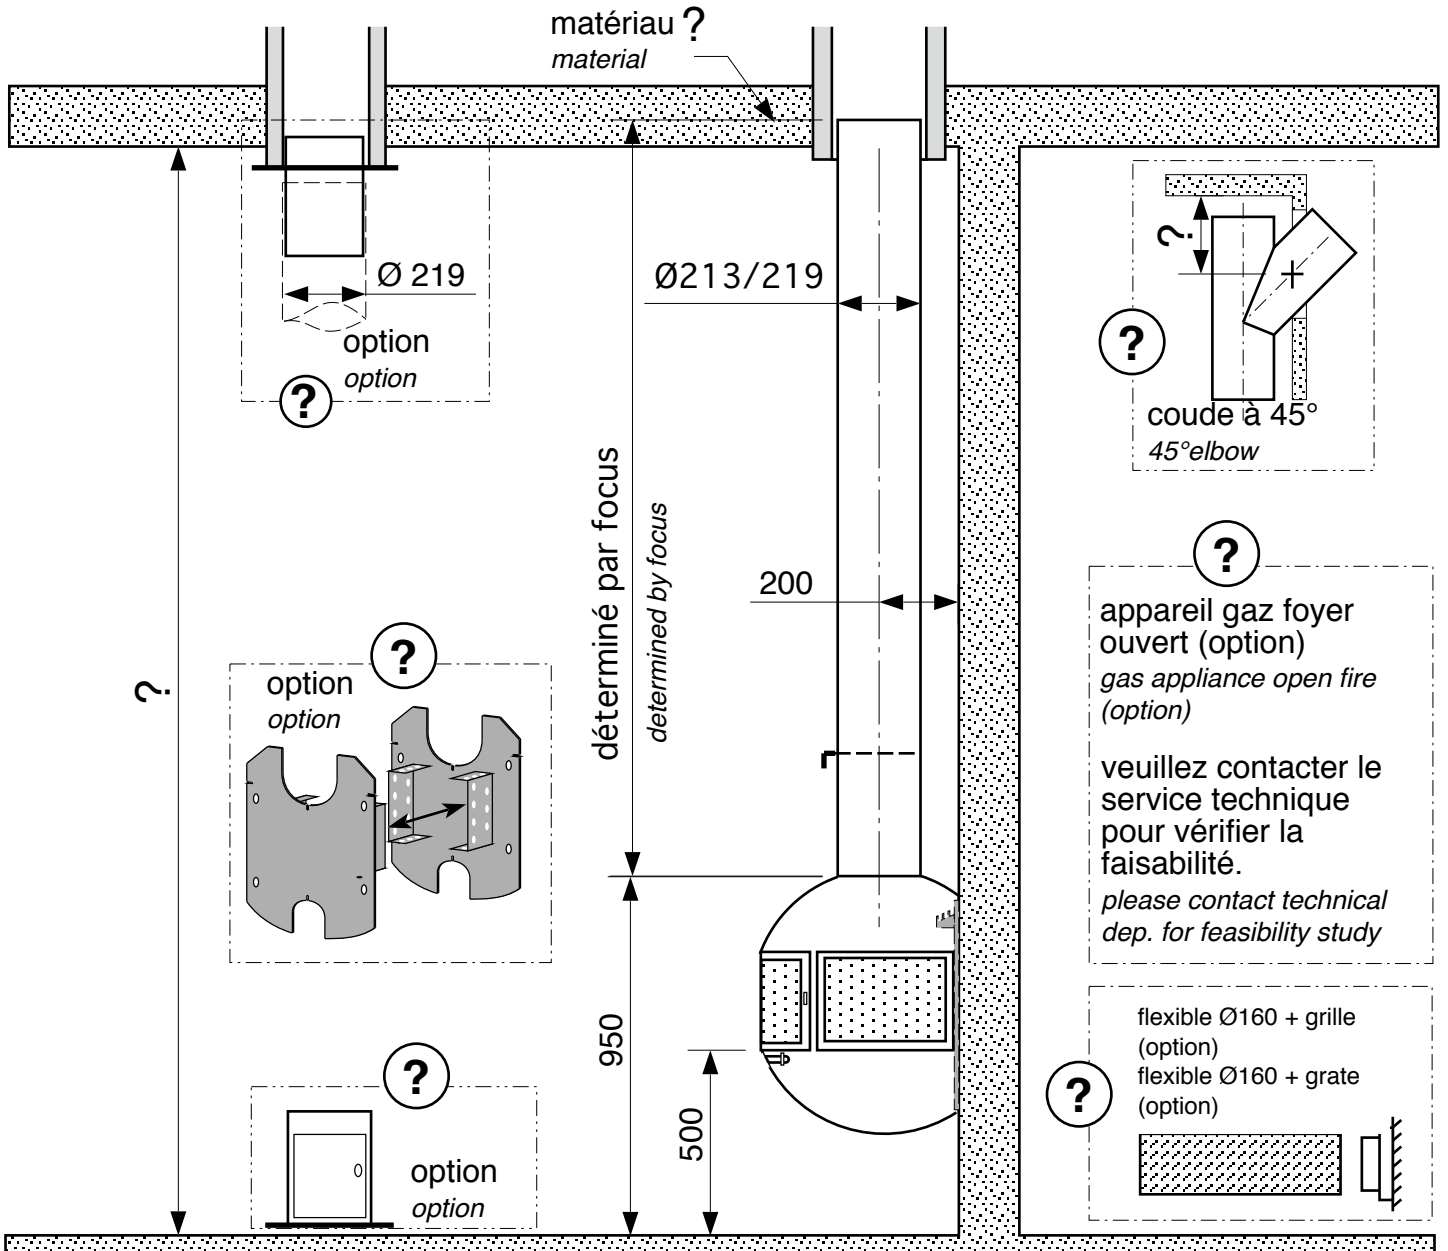 matériau ?
material
Ø 219
option
option
?
Ø213/219
?
?
coude à 45°
45°elbow
déterminé par focus
determined by focus
200
?
?
option
option
?
appareil gaz foyer
ouvert (option)
gas appliance open fire
(option)
veuillez contacter le
service technique
pour vérifier la
faisabilité.
please contact technical
dep. for feasibility study
950
500
?
option
option
?
flexible Ø160 + grille
(option)
flexible Ø160 + grate
(option)